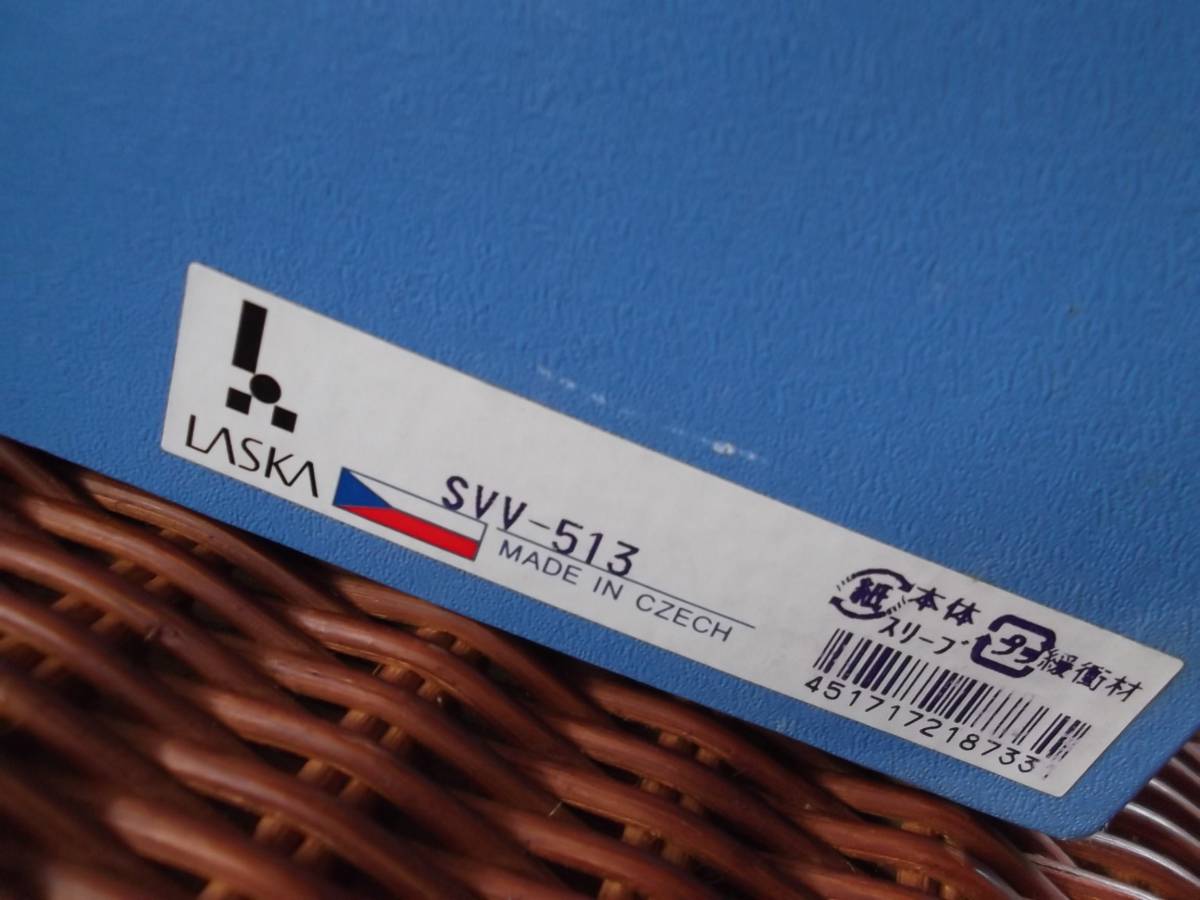 LASKA
SVV-513
MADE IN CZECH
紙 本体
スリーブ
プラ 緩衝材
451717218733